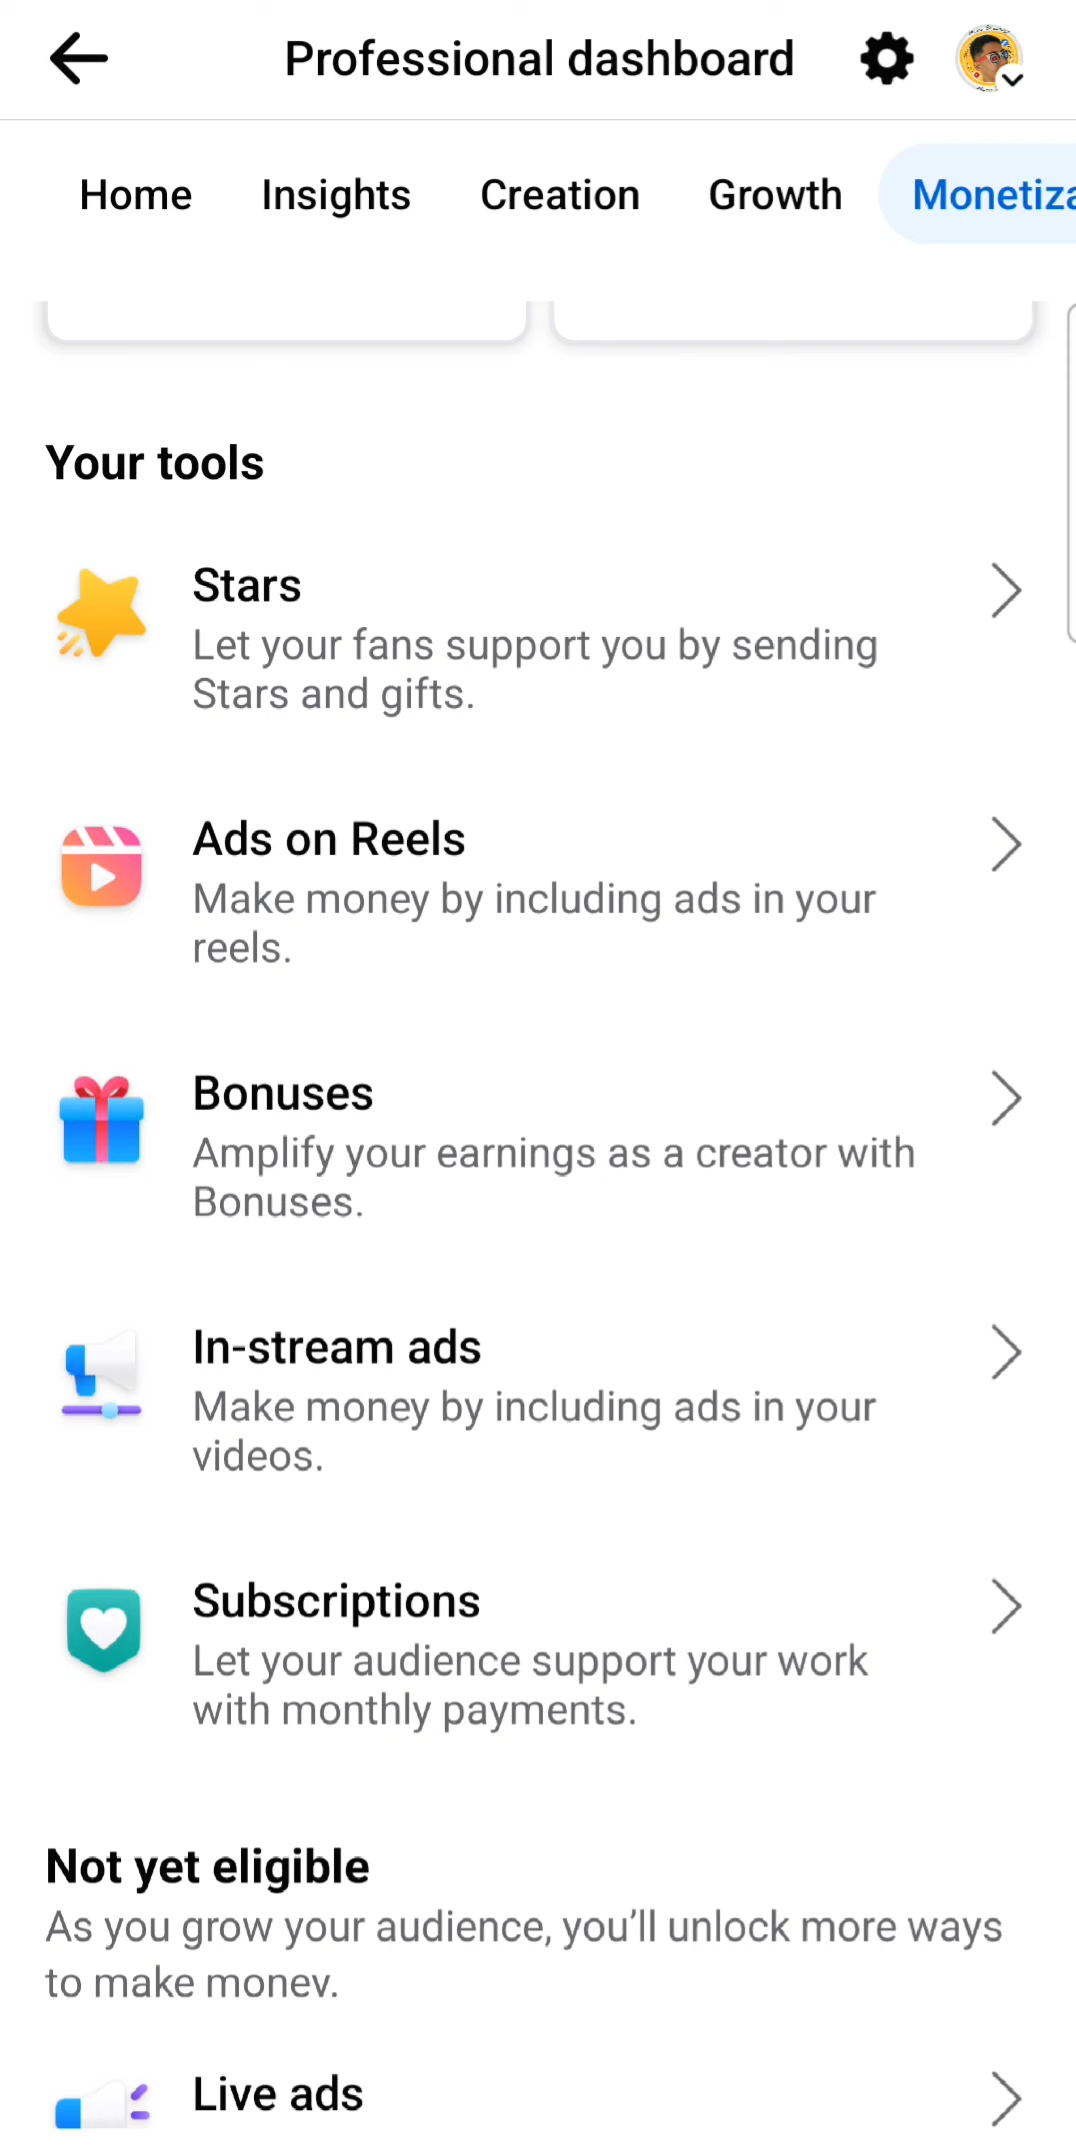 Professional dashboard
Home Insights Creation Growth Monetiza
Your tools
Stars
Let your fans support you by sending
Stars and gifts.
Ads on Reels
Make money by including ads in your
reels.
Bonuses
Amplify your earnings as a creator with
Bonuses.
In-stream ads
Make money by including ads in your
videos.
Subscriptions
Let your audience support your work
with monthly payments.
Not yet eligible
As you grow your audience, you’ll unlock more ways
to make money.
Live ads